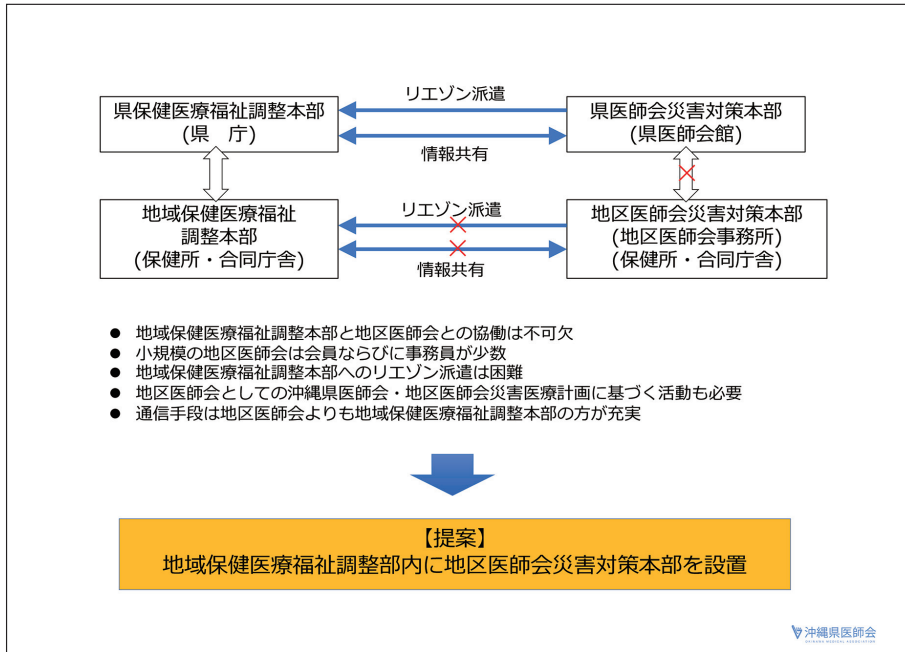 リエゾン派遣
県保健医療福祉調整本部
(県　庁)
県医師会災害対策本部
(県医師会館)
情報共有
リエゾン派遣
地域保健医療福祉
調整本部
(保健所・合同庁舎)
地区医師会災害対策本部
(地区医師会事務所)
(保健所・合同庁舎)
情報共有
● 地域保健医療福祉調整本部と地区医師会との協働は不可欠
● 小規模の地区医師会は会員ならびに事務員が少数
● 地域保健医療福祉調整本部へのリエゾン派遣は困難
● 地区医師会としての沖縄県医師会・地区医師会災害医療計画に基づく活動も必要
● 通信手段は地区医師会よりも地域保健医療福祉調整本部の方が充実
【提案】
地域保健医療福祉調整部内に地区医師会災害対策本部を設置
沖縄県医師会
OKINAWA MEDICAL ASSOCIATION